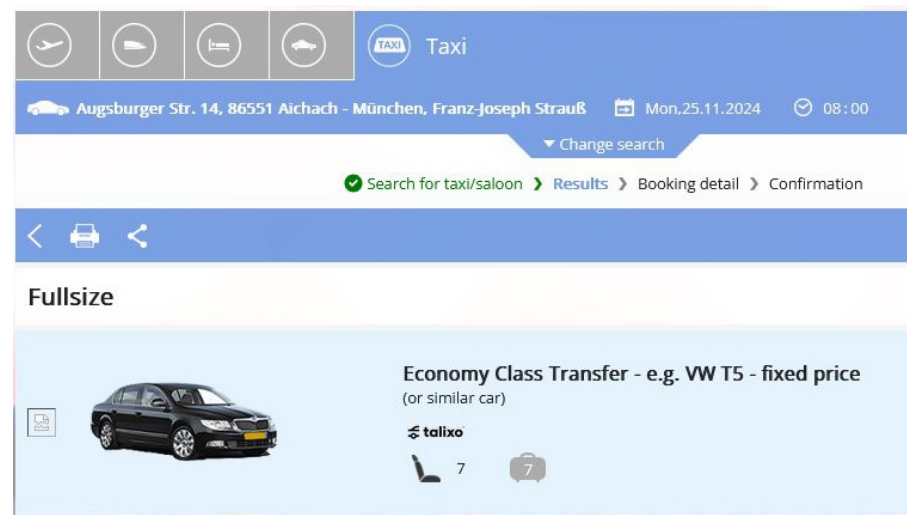 TAXI Taxi
Augsburger Str. 14, 86551 Aichach - München, Franz-Joseph Strauß Mon,25.11.2024 08:00
Change search
Search for taxi/saloon Results Booking detail Confirmation
Fullsize
Economy Class Transfer - e.g. VW T5 - fixed price
(or similar car)
talixo
7 7